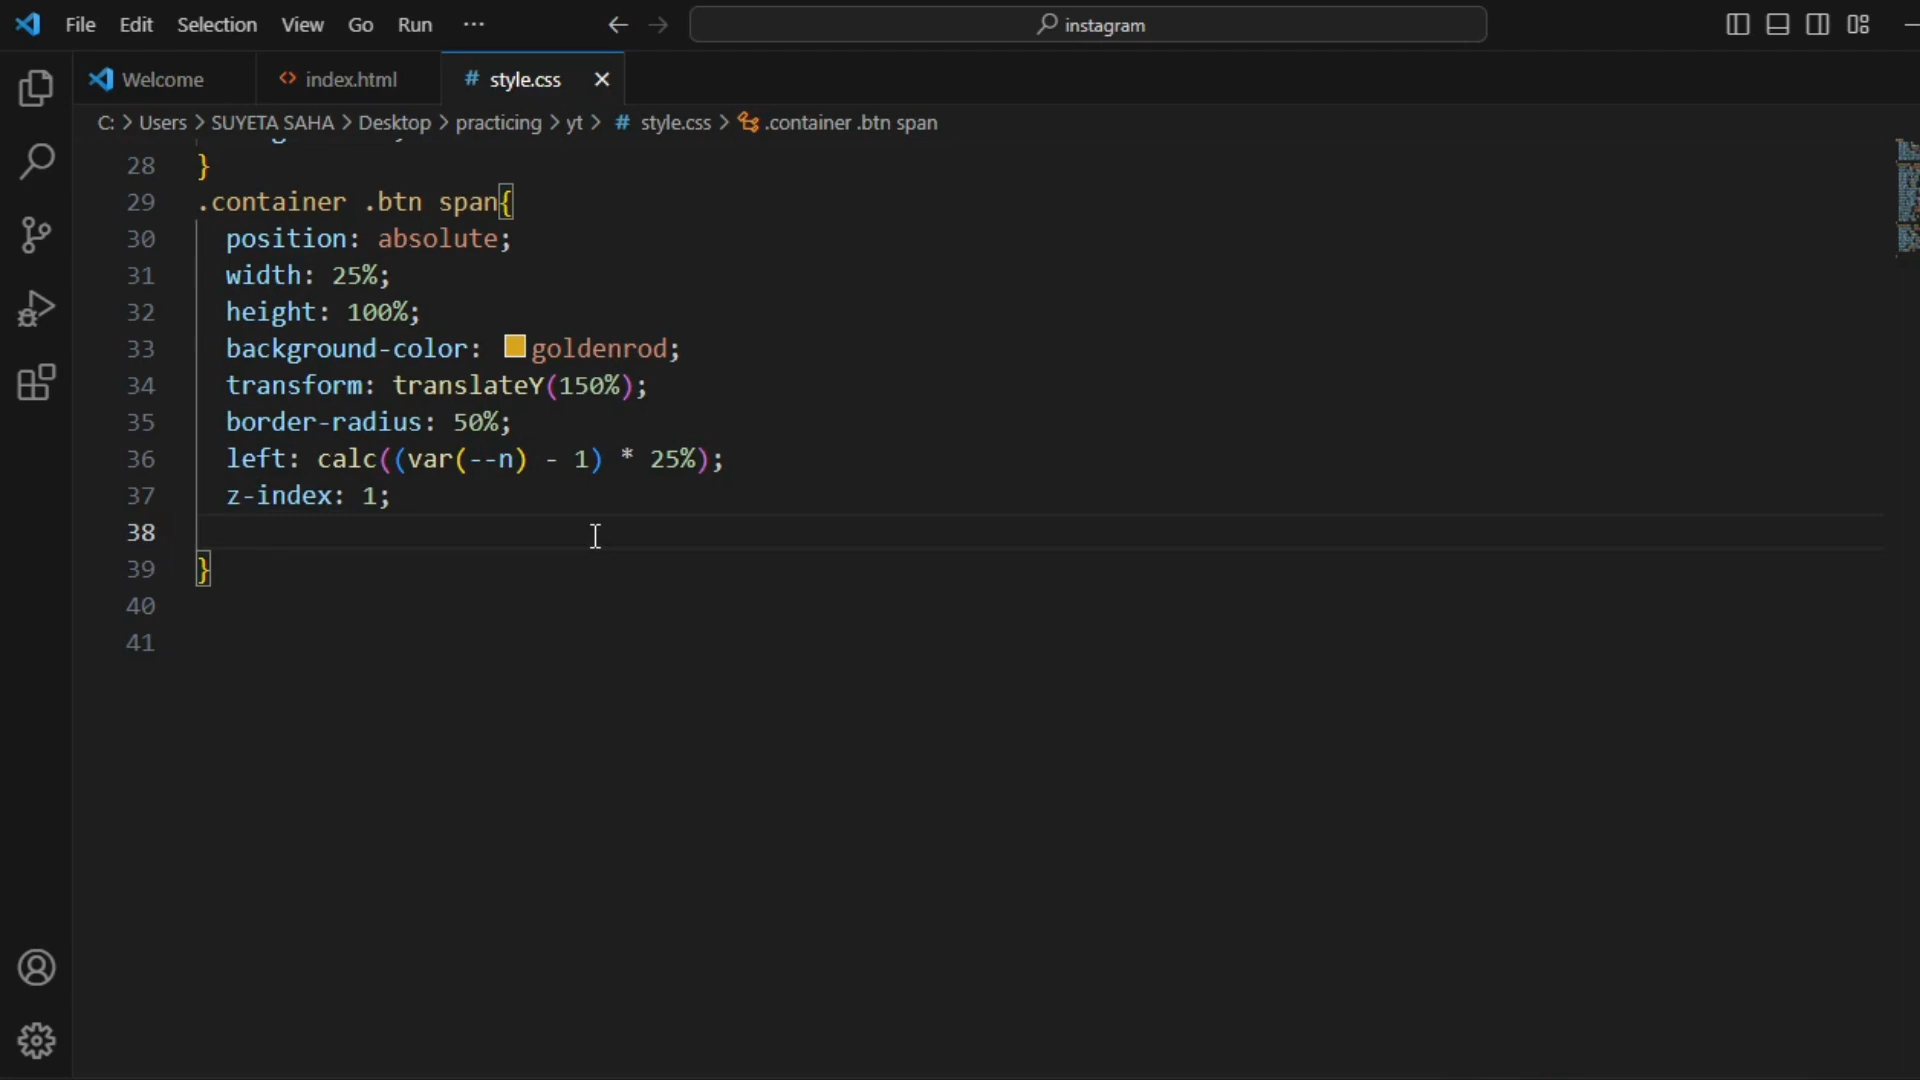 File Edit Selection View Go Run ··· instagram
Welcome index.html # style.css
C: > Users > SUYETA SAHA > Desktop > practicing > yt > # style.css > .container .btn span
28 }
29 .container .btn span{
30 position: absolute;
31 width: 25%;
32 height: 100%;
33 background-color: goldenrod;
34 transform: translateY(150%);
35 border-radius: 50%;
36 left: calc((var(--n) - 1) * 25%);
37 z-index: 1;
38
39 }
40
41